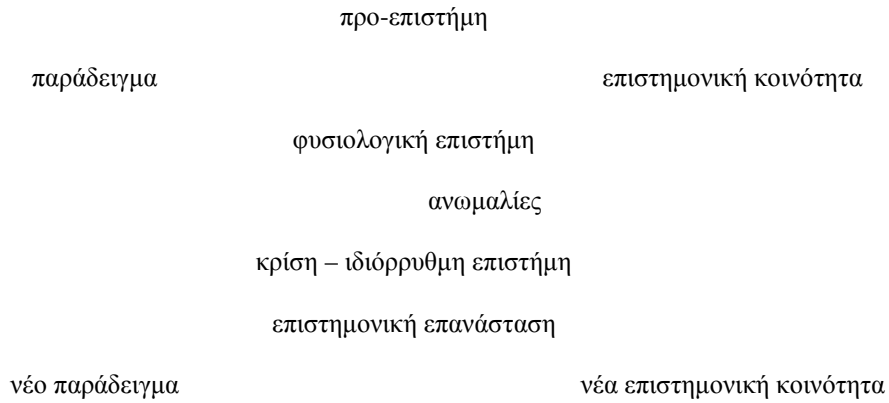 προ-επιστήμη
παράδειγμα επιστημονική κοινότητα
φυσιολογική επιστήμη
ανωμαλίες
κρίση – ιδιόρρυθμη επιστήμη
επιστημονική επανάσταση
νέο παράδειγμα νέα επιστημονική κοινότητα